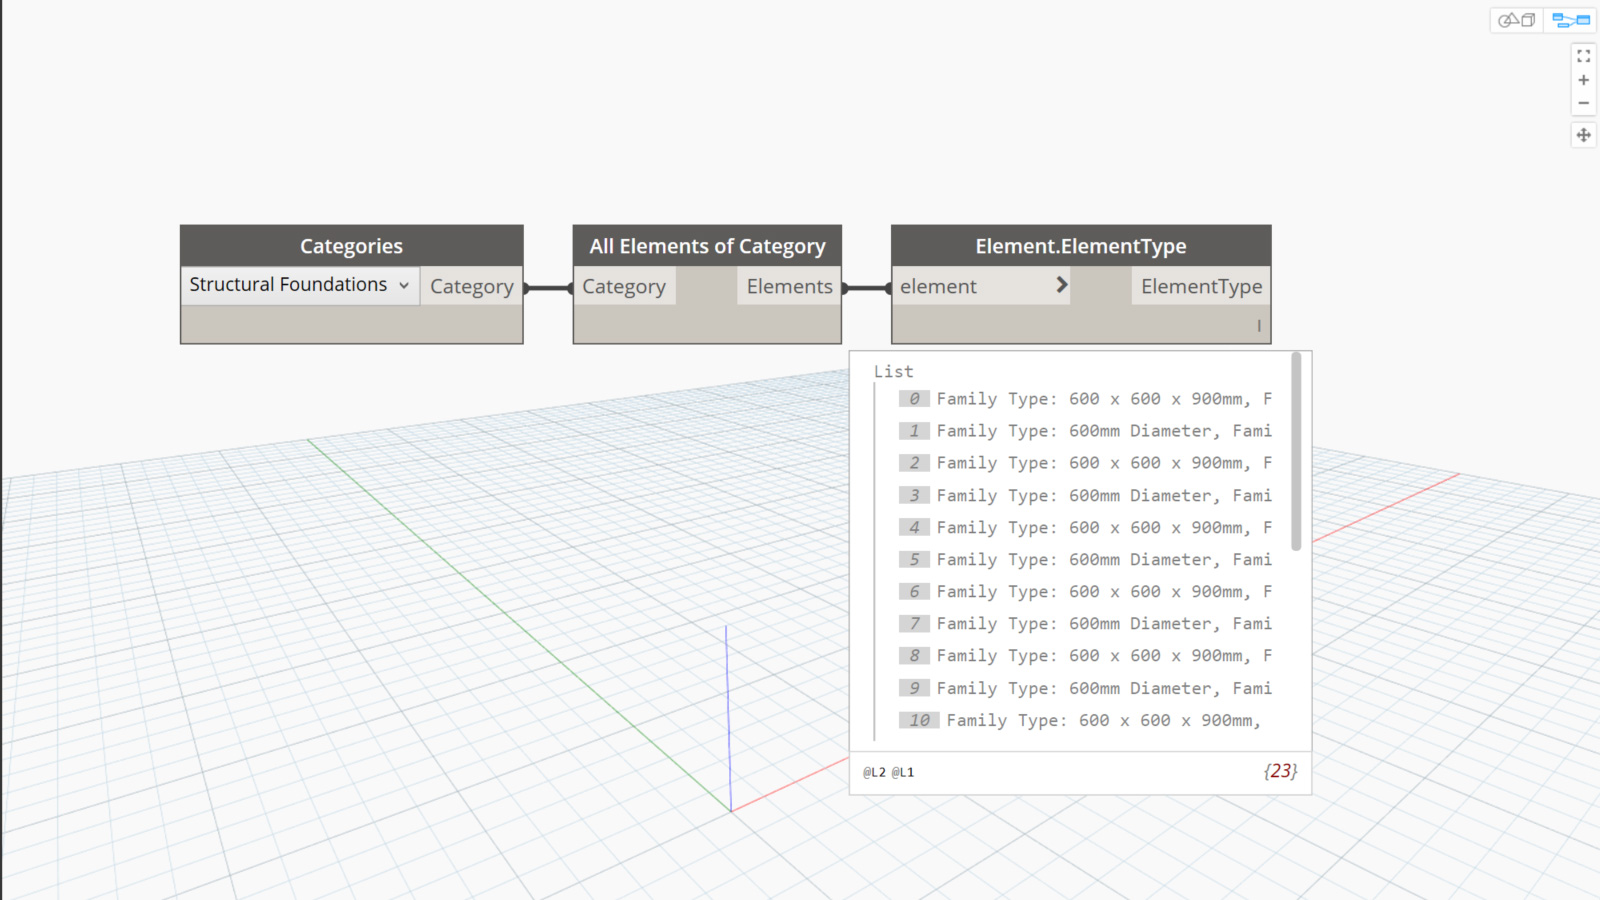 Categories
Structural Foundations Category
All Elements of Category
Category Elements
Element.ElementType
element ElementType
l
List
0 Family Type: 600 x 600 x 900mm, F
1 Family Type: 600mm Diameter, Fami
2 Family Type: 600 x 600 x 900mm, F
3 Family Type: 600mm Diameter, Fami
4 Family Type: 600 x 600 x 900mm, F
5 Family Type: 600mm Diameter, Fami
6 Family Type: 600 x 600 x 900mm, F
7 Family Type: 600mm Diameter, Fami
8 Family Type: 600 x 600 x 900mm, F
9 Family Type: 600mm Diameter, Fami
10 Family Type: 600 x 600 x 900mm,
@L2 @L1 {23}